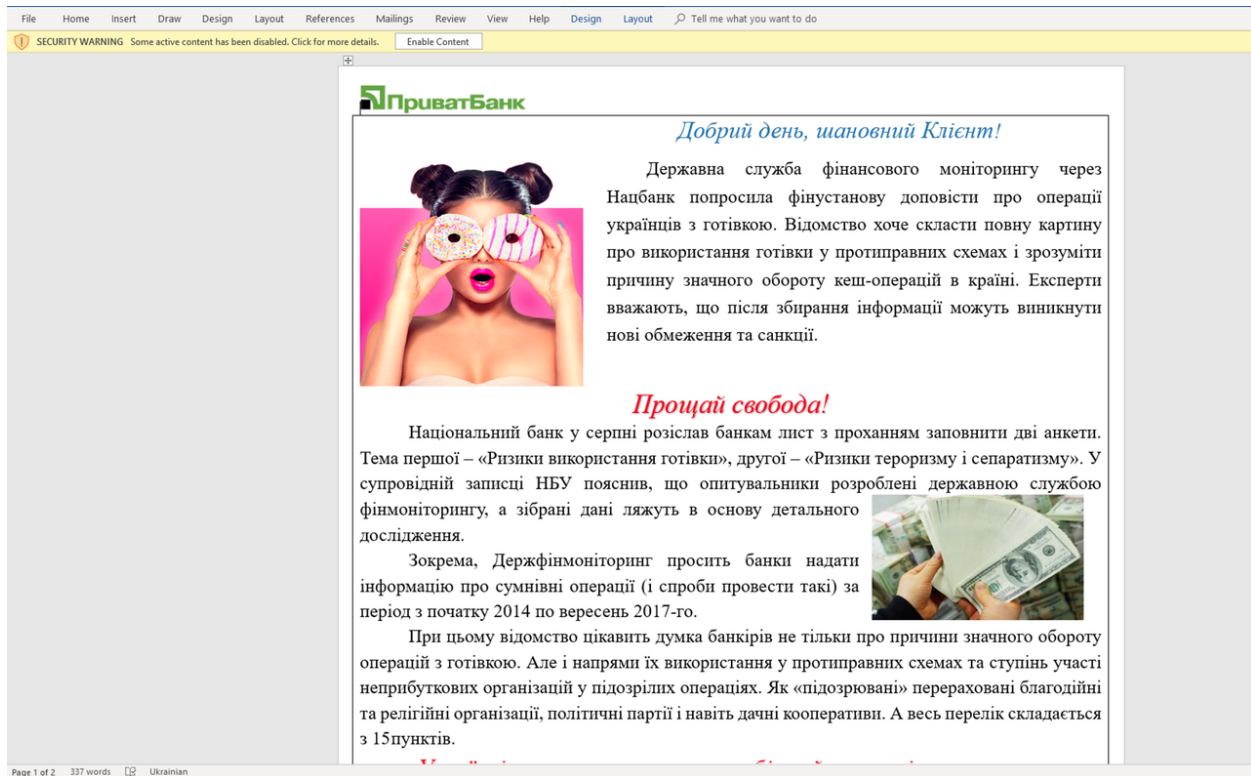 File Home Insert Draw Design Layout References Mailings Review View Help Design Layout Tell me what you want to do
SECURITY WARNING Some active content has been disabled. Click for more details. Enable Content
ПриватБанк
Добрий день, шановний Клієнт!
Державна служба фінансового моніторингу через
Нацбанк попросила фінустанову доповісти про операції
українців з готівкою. Відомство хоче скласти повну картину
про використання готівки у протиправних схемах і зрозуміти
причину значного обороту кеш-операцій в країні. Експерти
вважають, що після збирання інформації можуть виникнути
нові обмеження та санкції.
Прощай свобода!
Національний банк у серпні розіслав банкам лист з проханням заповнити дві анкети.
Тема першої – «Ризики використання готівки», другої – «Ризики тероризму і сепаратизму». У
супровідній записці НБУ пояснив, що опитувальники розроблені державною службою
фінмоніторингу, а зібрані дані ляжуть в основу детального
дослідження.
Зокрема, Держфінмоніторинг просить банки надати
інформацію про сумнівні операції (і спроби провести такі) за
період з початку 2014 по вересень 2017-го.
При цьому відомство цікавить думка банкірів не тільки про причини значного обороту
операцій з готівкою. Але і напрями їх використання у протиправних схемах та ступінь участі
неприбуткових організацій у підозрілих операціях. Як «підозрювані» перераховані благодійні
та релігійні організації, політичні партії і навіть дачні кооперативи. А весь перелік складається
з 15пунктів.
Page 1 of 2 337 words Ukrainian